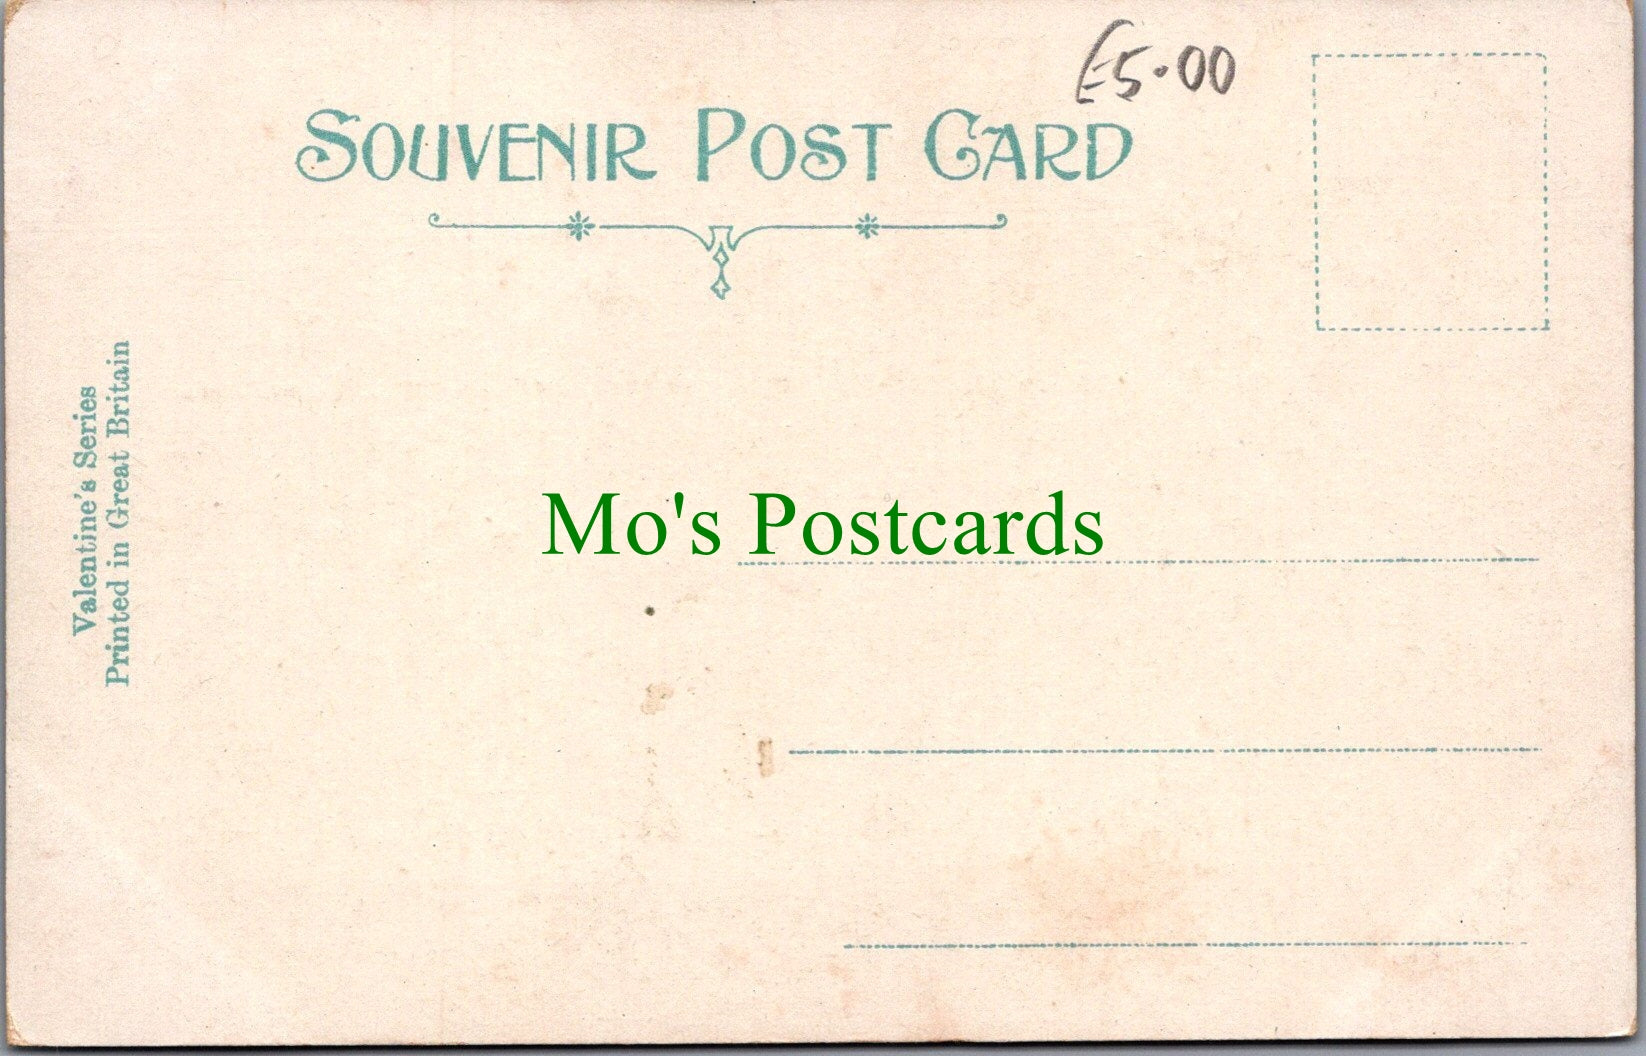 £5.00
SOUVENIR POST CARD
Valentine's Series
Printed in Great Britain
Mo's Postcards